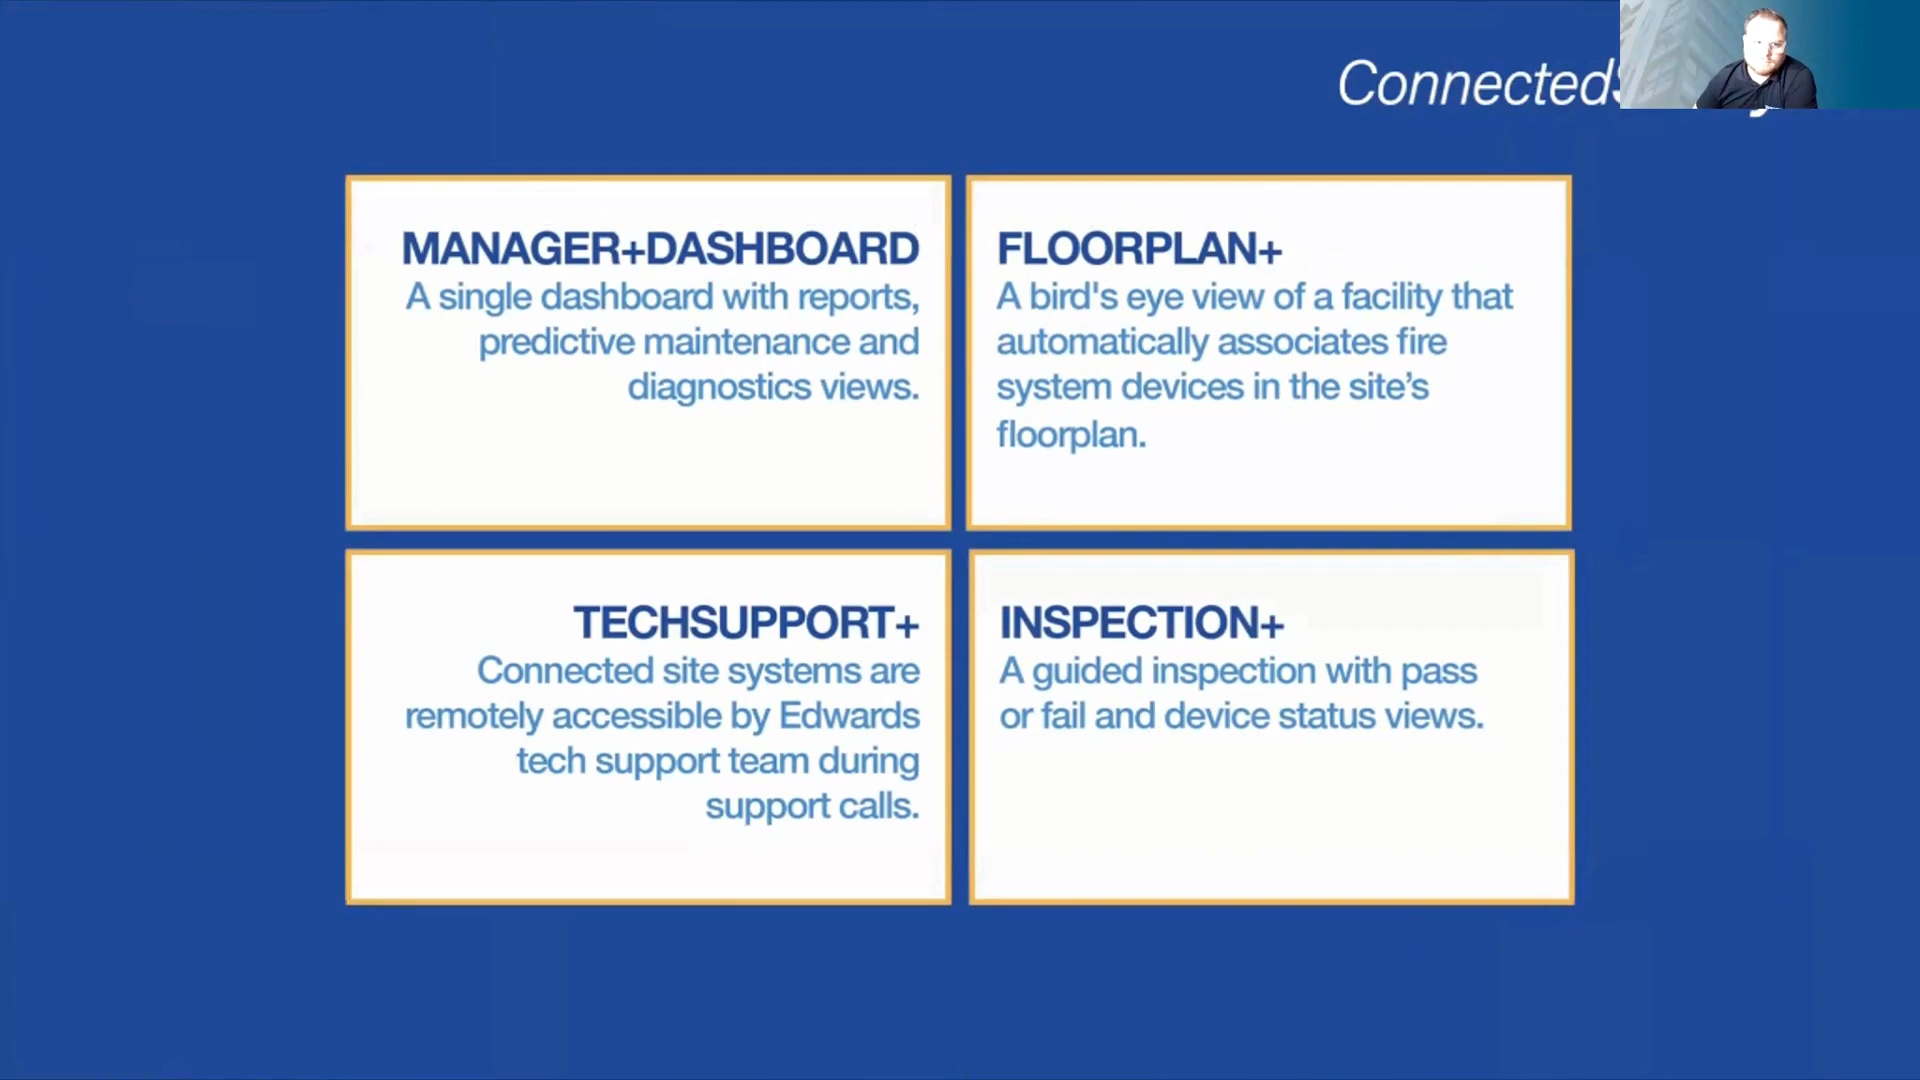 MANAGER+DASHBOARD
A single dashboard with reports,
predictive maintenance and
diagnostics views.
FLOORPLAN+
A bird's eye view of a facility that
automatically associates fire
system devices in the site’s
floorplan.
TECHSUPPORT+
Connected site systems are
remotely accessible by Edwards
tech support team during
support calls.
INSPECTION+
A guided inspection with pass
or fail and device status views.